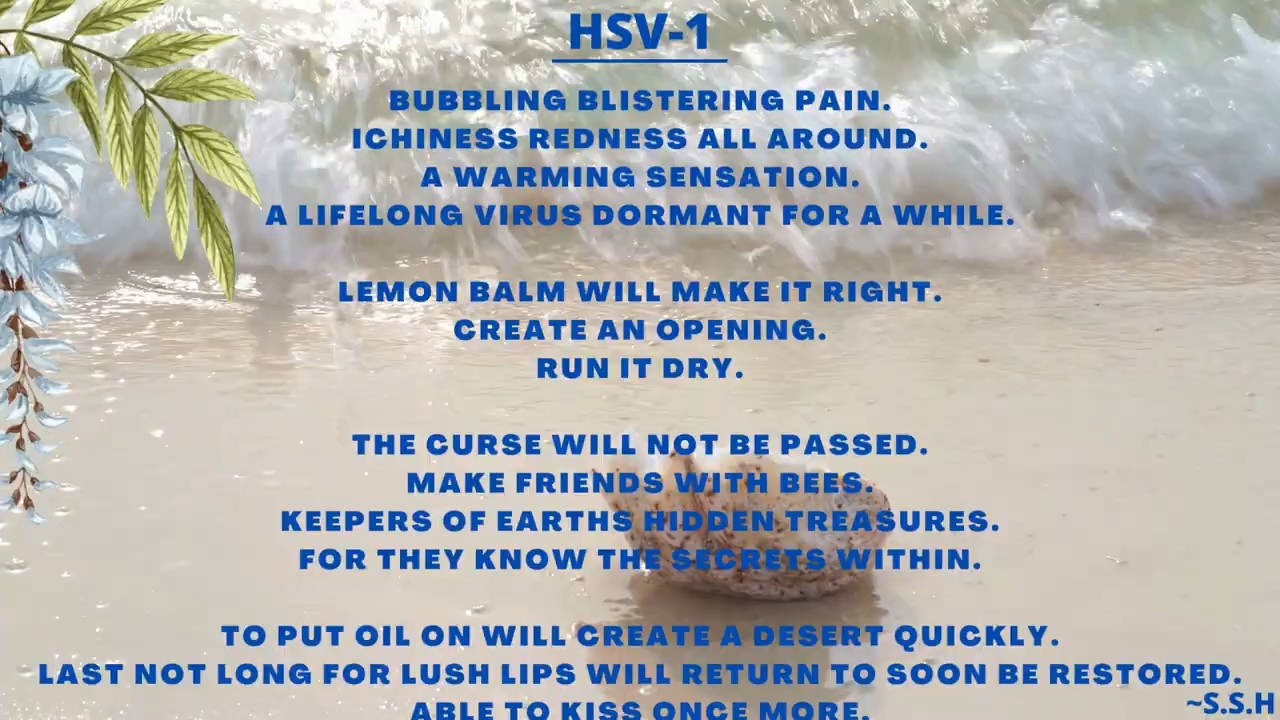 HSV-1
BUBBLING BLISTERING PAIN.
ICHINESS REDNESS ALL AROUND.
A WARMING SENSATION.
A LIFELONG VIRUS DORMANT FOR A WHILE.
LEMON BALM WILL MAKE IT RIGHT.
CREATE AN OPENING.
RUN IT DRY.
THE CURSE WILL NOT BE PASSED.
MAKE FRIENDS WITH BEES.
KEEPERS OF EARTHS HIDDEN TREASURES.
FOR THEY KNOW THE SECRETS WITHIN.
TO PUT OIL ON WILL CREATE A DESERT QUICKLY.
LAST NOT LONG FOR LUSH LIPS WILL RETURN TO SOON BE RESTORED.
ABLE TO KISS ONCE MORE.
~S.S.H